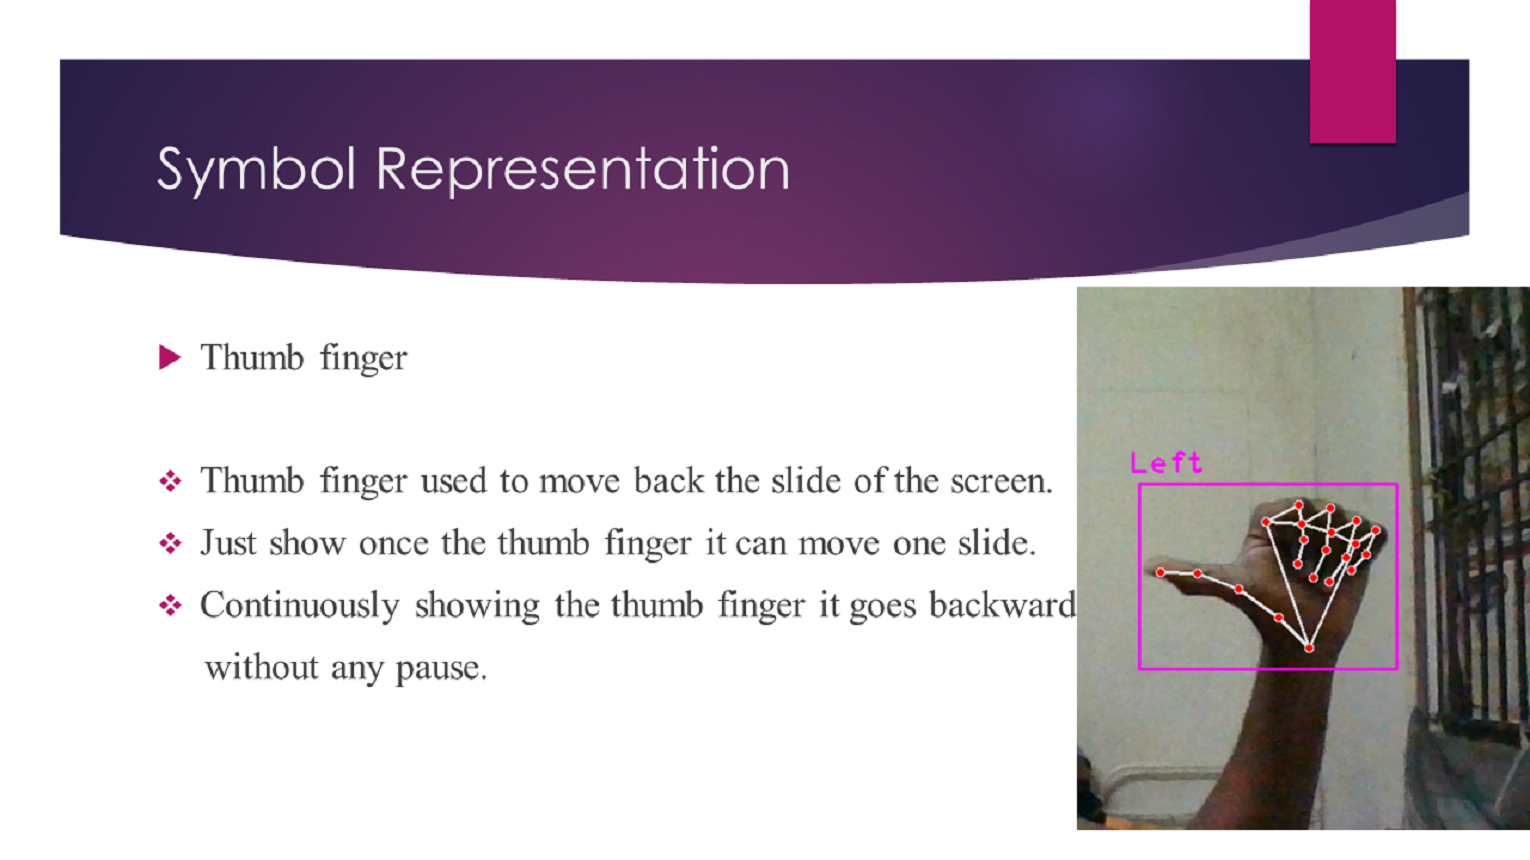 Symbol Representation
Thumb finger
Thumb finger used to move back the slide of the screen.
Just show once the thumb finger it can move one slide.
Continuously showing the thumb finger it goes backward
without any pause.
Left